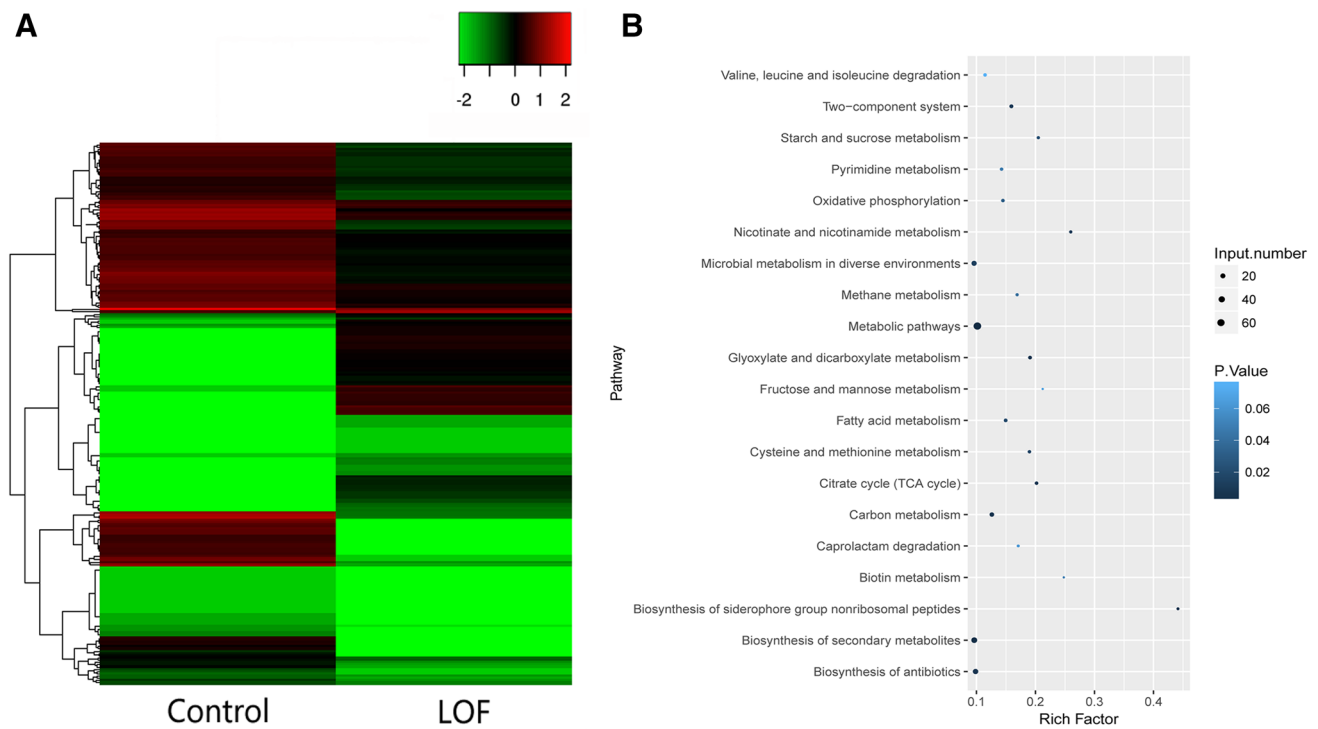 A
-2 0 1 2
Control
LOF
B
Pathway
Valine, leucine and isoleucine degradation
Two−component system
Starch and sucrose metabolism
Pyrimidine metabolism
Oxidative phosphorylation
Nicotinate and nicotinamide metabolism
Microbial metabolism in diverse environments
Methane metabolism
Metabolic pathways
Glyoxylate and dicarboxylate metabolism
Fructose and mannose metabolism
Fatty acid metabolism
Cysteine and methionine metabolism
Citrate cycle (TCA cycle)
Carbon metabolism
Caprolactam degradation
Biotin metabolism
Biosynthesis of siderophore group nonribosomal peptides
Biosynthesis of secondary metabolites
Biosynthesis of antibiotics
0.1 0.2 0.3 0.4
Rich Factor
Input.number
20
40
60
P.Value
0.06
0.04
0.02